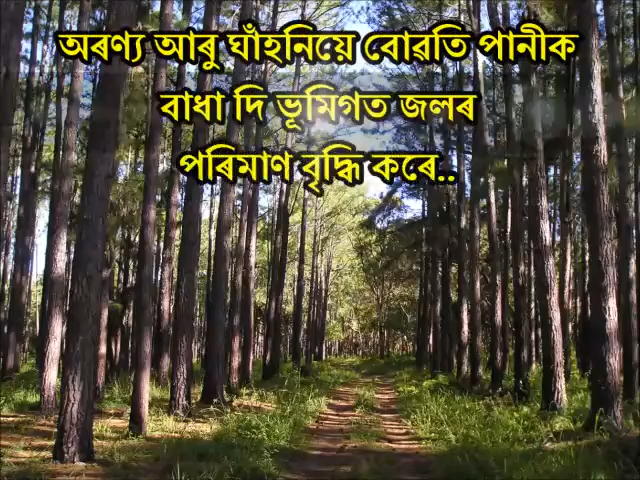 অৰণ্য আৰু ঘাঁহনিয়ে বোৱতি পানীক
বাধা দি ভূমিগত জলৰ
পৰিমাণ বৃদ্ধি কৰে..